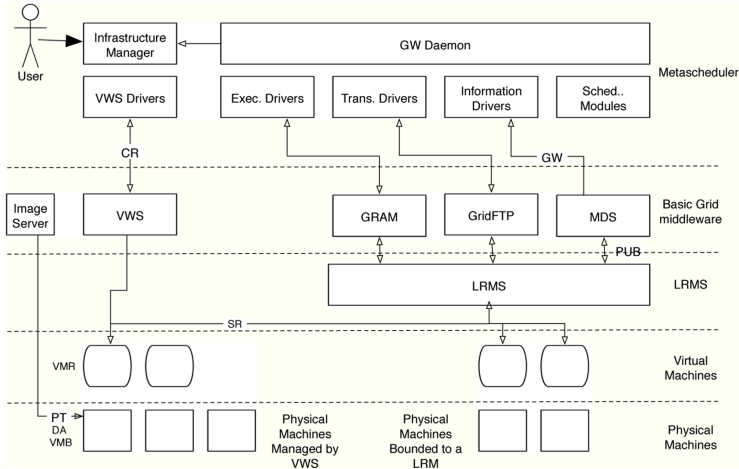 User
Infrastructure
Manager
GW Daemon
Metascheduler
VWS Drivers
Exec. Drivers
Trans. Drivers
Information
Drivers
Sched..
Modules
CR
GW
Image
Server
VWS
GRAM
GridFTP
MDS
Basic Grid
middleware
PUB
LRMS
LRMS
SR
VMR
Virtual
Machines
PT
DA
VMB
Physical
Machines
Managed by
VWS
Physical
Machines
Bounded to a
LRM
Physical
Machines